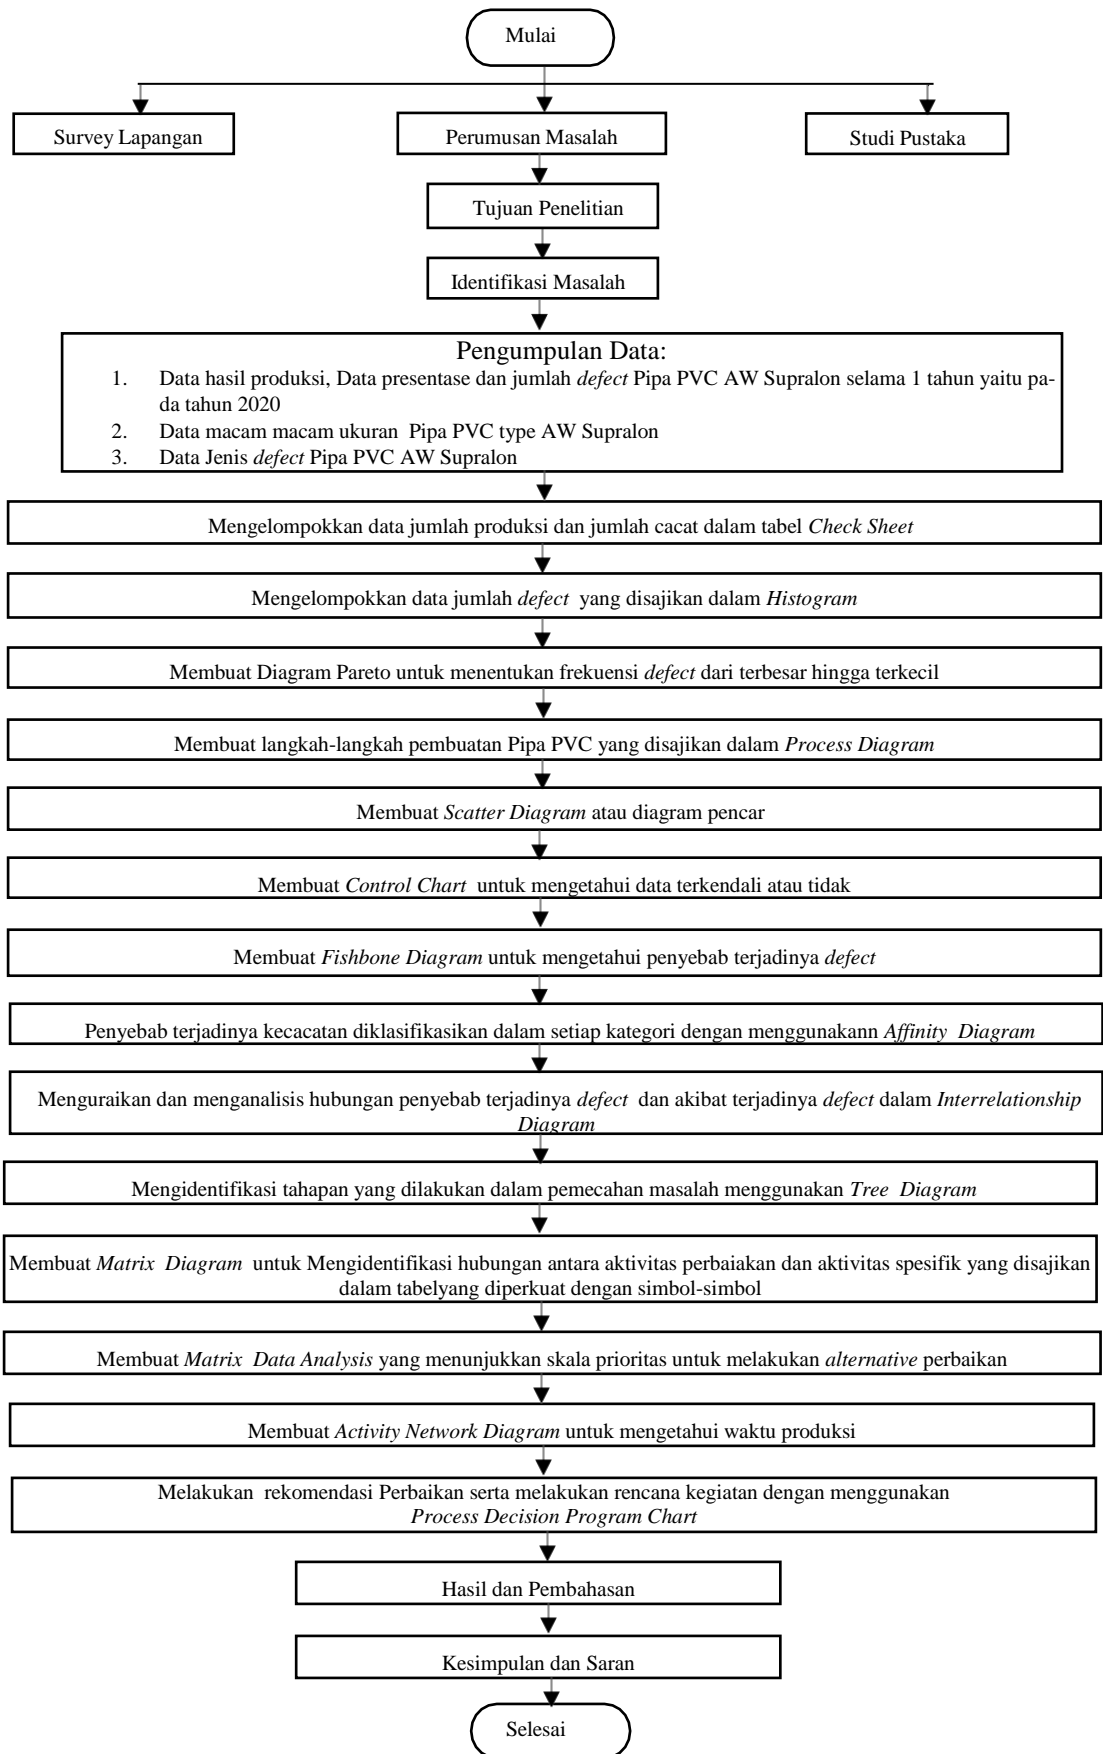 Mulai
Survey Lapangan
Perumusan Masalah
Studi Pustaka
Tujuan Penelitian
Identifikasi Masalah
Pengumpulan Data:
1. Data hasil produksi, Data presentase dan jumlah defect Pipa PVC AW Supralon selama 1 tahun yaitu pa-
da tahun 2020
2. Data macam macam ukuran Pipa PVC type AW Supralon
3. Data Jenis defect Pipa PVC AW Supralon
Mengelompokkan data jumlah produksi dan jumlah cacat dalam tabel Check Sheet
Mengelompokkan data jumlah defect yang disajikan dalam Histogram
Membuat Diagram Pareto untuk menentukan frekuensi defect dari terbesar hingga terkecil
Membuat langkah-langkah pembuatan Pipa PVC yang disajikan dalam Process Diagram
Membuat Scatter Diagram atau diagram pencar
Membuat Control Chart untuk mengetahui data terkendali atau tidak
Membuat Fishbone Diagram untuk mengetahui penyebab terjadinya defect
Penyebab terjadinya kecacatan diklasifikasikan dalam setiap kategori dengan menggunakann Affinity Diagram
Menguraikan dan menganalisis hubungan penyebab terjadinya defect dan akibat terjadinya defect dalam Interrelationship
Diagram
Mengidentifikasi tahapan yang dilakukan dalam pemecahan masalah menggunakan Tree Diagram
Membuat Matrix Diagram untuk Mengidentifikasi hubungan antara aktivitas perbaiakan dan aktivitas spesifik yang disajikan
dalam tabelyang diperkuat dengan simbol-simbol
Membuat Matrix Data Analysis yang menunjukkan skala prioritas untuk melakukan alternative perbaikan
Membuat Activity Network Diagram untuk mengetahui waktu produksi
Melakukan rekomendasi Perbaikan serta melakukan rencana kegiatan dengan menggunakan
Process Decision Program Chart
Hasil dan Pembahasan
Kesimpulan dan Saran
Selesai